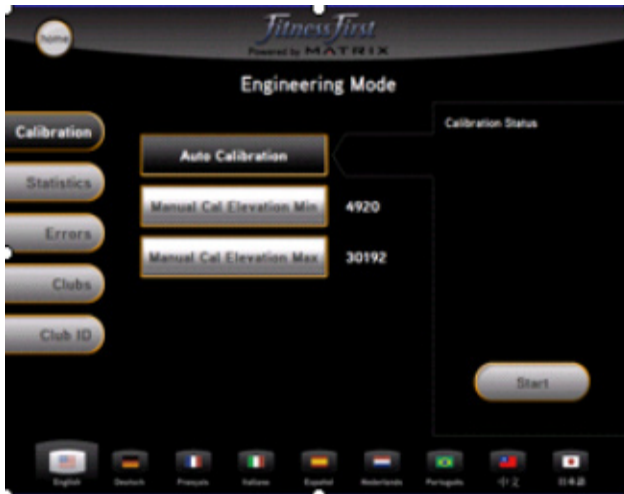 home
Fitness First
Powered by MATRIX
Engineering Mode
Calibration
Statistics
Errors
Clubs
Club ID
Auto Calibration
Manual Cal Elevation Min 4920
Manual Cal Elevation Max 30192
Calibration Status
Start
English Deutsch Français Italiano Español Nederlands Português 中文 日本語